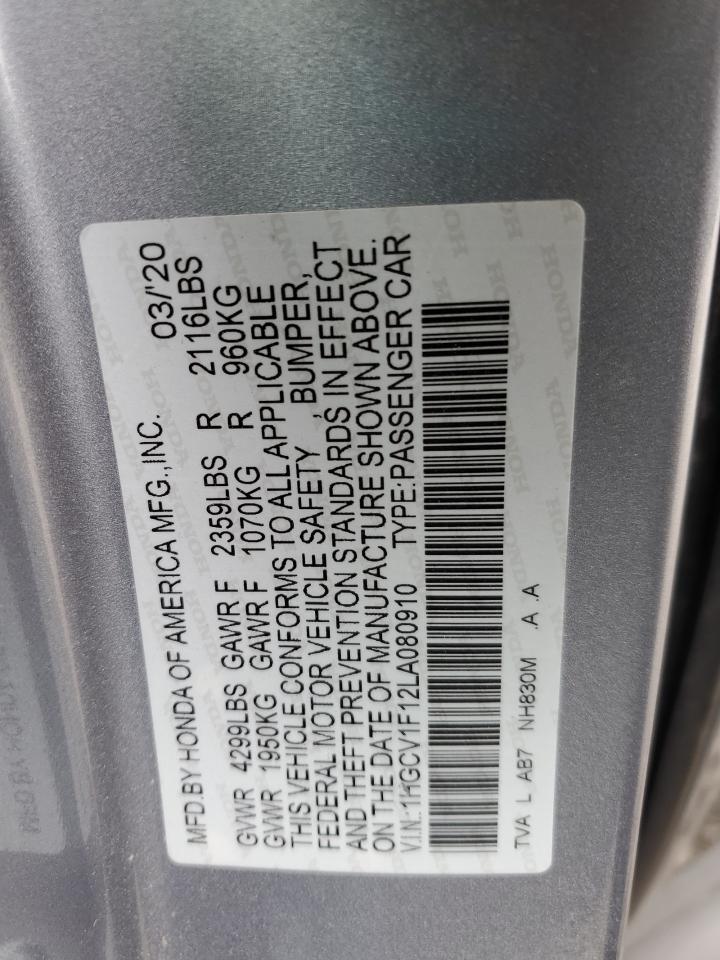 MFD.BY HONDA OF AMERICA MFG.,INC. 03/'20
GVWR 4299LBS GAWR F 2359LBS R 2116LBS
GVWR 1950KG GAWR F 1070KG R 960KG
THIS VEHICLE CONFORMS TO ALL APPLICABLE
FEDERAL MOTOR VEHICLE SAFETY , BUMPER,
AND THEFT PREVENTION STANDARDS IN EFFECT
ON THE DATE OF MANUFACTURE SHOWN ABOVE.
V.I.N.:1HGCV1F12LA080910 TYPE:PASSENGER CAR
TVA L AB7 NH830M .A .A